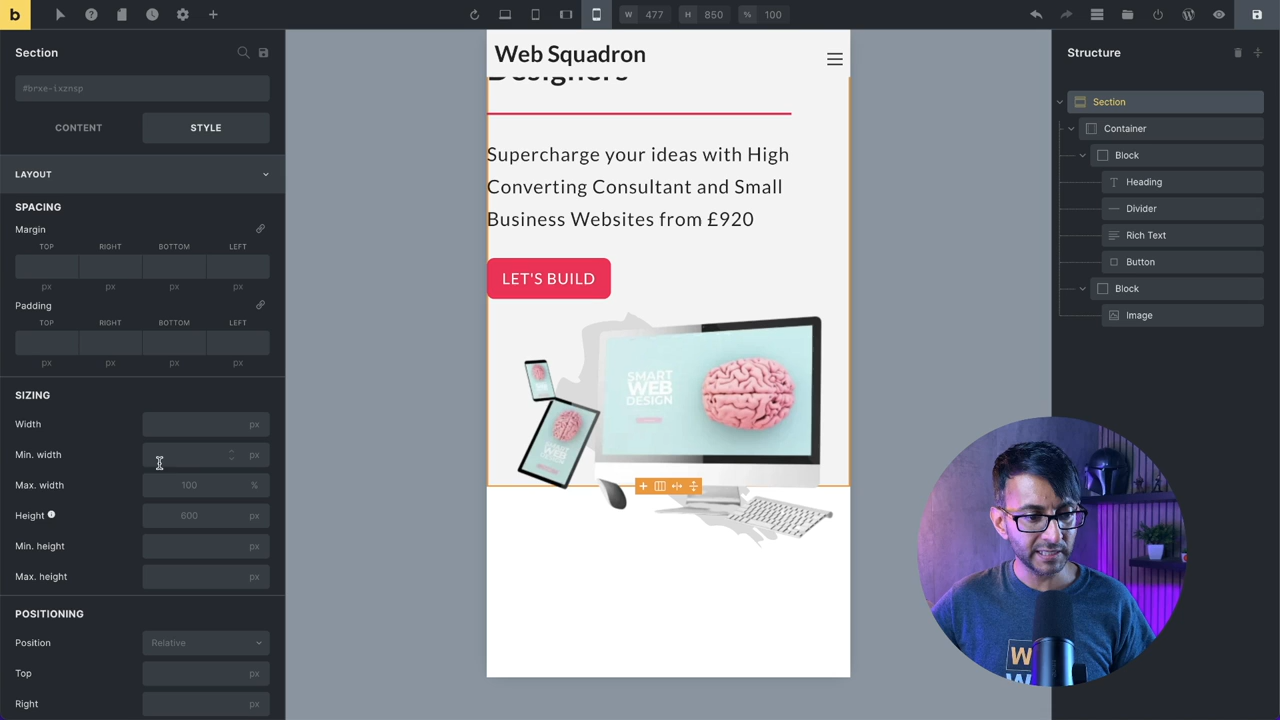 b
W 477 H 850 % 100
Section
#brxe-ixznsp
CONTENT STYLE
LAYOUT
SPACING
Margin
TOP RIGHT BOTTOM LEFT
px px px px
Padding
TOP RIGHT BOTTOM LEFT
px px px px
SIZING
Width px
Min. width px
Max. width 100 %
Height 600 px
Min. height px
Max. height px
POSITIONING
Position Relative
Top px
Right px
Web Squadron
Designers
Supercharge your ideas with High
Converting Consultant and Small
Business Websites from £920
LET'S BUILD
SMART
WEB
DESIGN
Structure
Section
Container
Block
Heading
Divider
Rich Text
Button
Block
Image
W